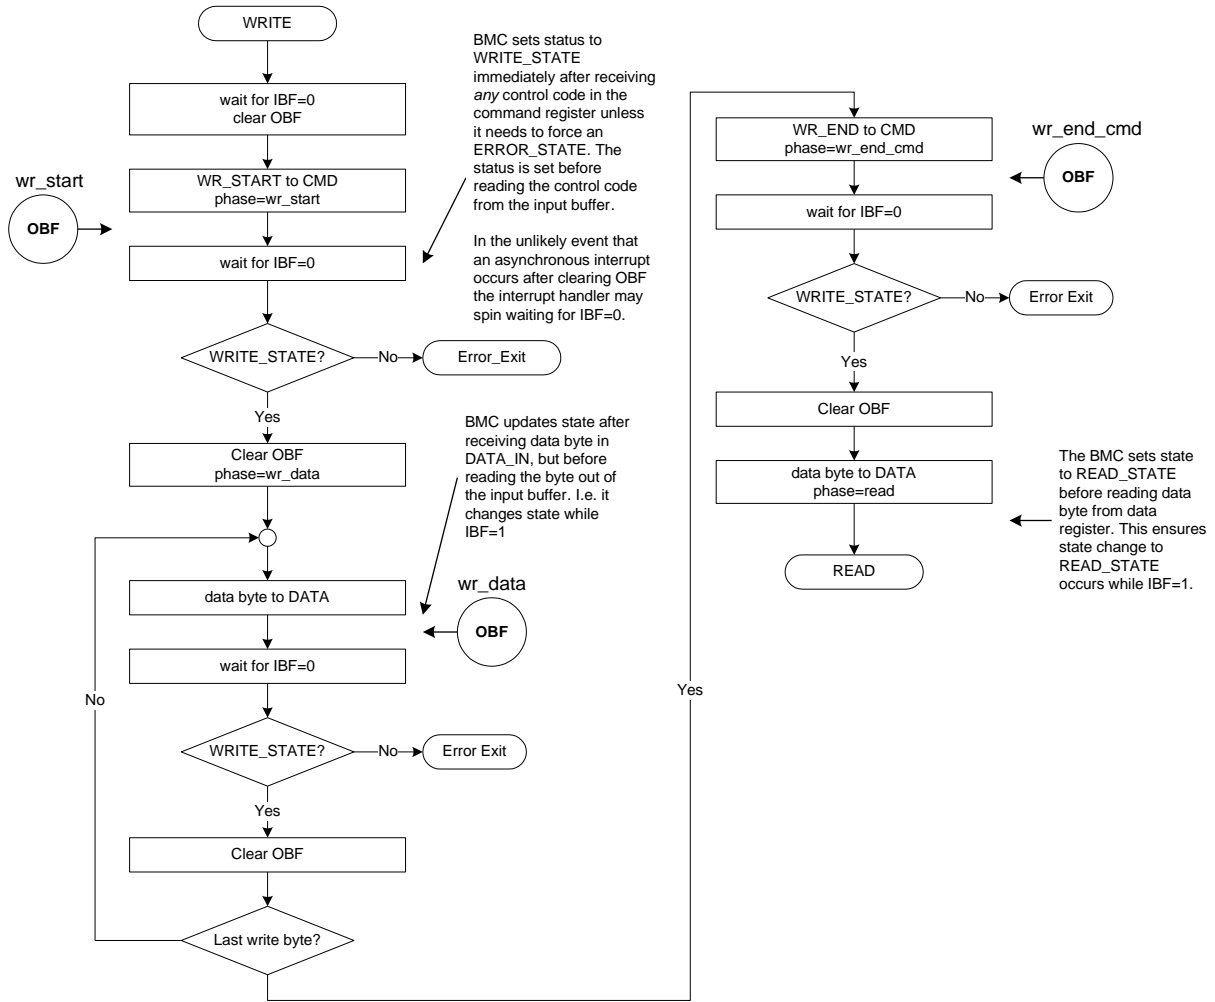 WRITE
wait for IBF=0
clear OBF
WR_START to CMD
phase=wr_start
wr_start
OBF
wait for IBF=0
BMC sets status to
WRITE_STATE
immediately after receiving
any control code in the
command register unless
it needs to force an
ERROR_STATE. The
status is set before
reading the control code
from the input buffer.
In the unlikely event that
an asynchronous interrupt
occurs after clearing OBF
the interrupt handler may
spin waiting for IBF=0.
WRITE_STATE?
No
Error_Exit
Yes
Clear OBF
phase=wr_data
BMC updates state after
receiving data byte in
DATA_IN, but before
reading the byte out of
the input buffer. I.e. it
changes state while
IBF=1
data byte to DATA
wr_data
OBF
wait for IBF=0
No
WRITE_STATE?
No
Error Exit
Yes
Clear OBF
Last write byte?
Yes
WR_END to CMD
phase=wr_end_cmd
wr_end_cmd
OBF
wait for IBF=0
WRITE_STATE?
No
Error Exit
Yes
Clear OBF
data byte to DATA
phase=read
The BMC sets state
to READ_STATE
before reading data
byte from data
register. This ensures
state change to
READ_STATE
occurs while IBF=1.
READ